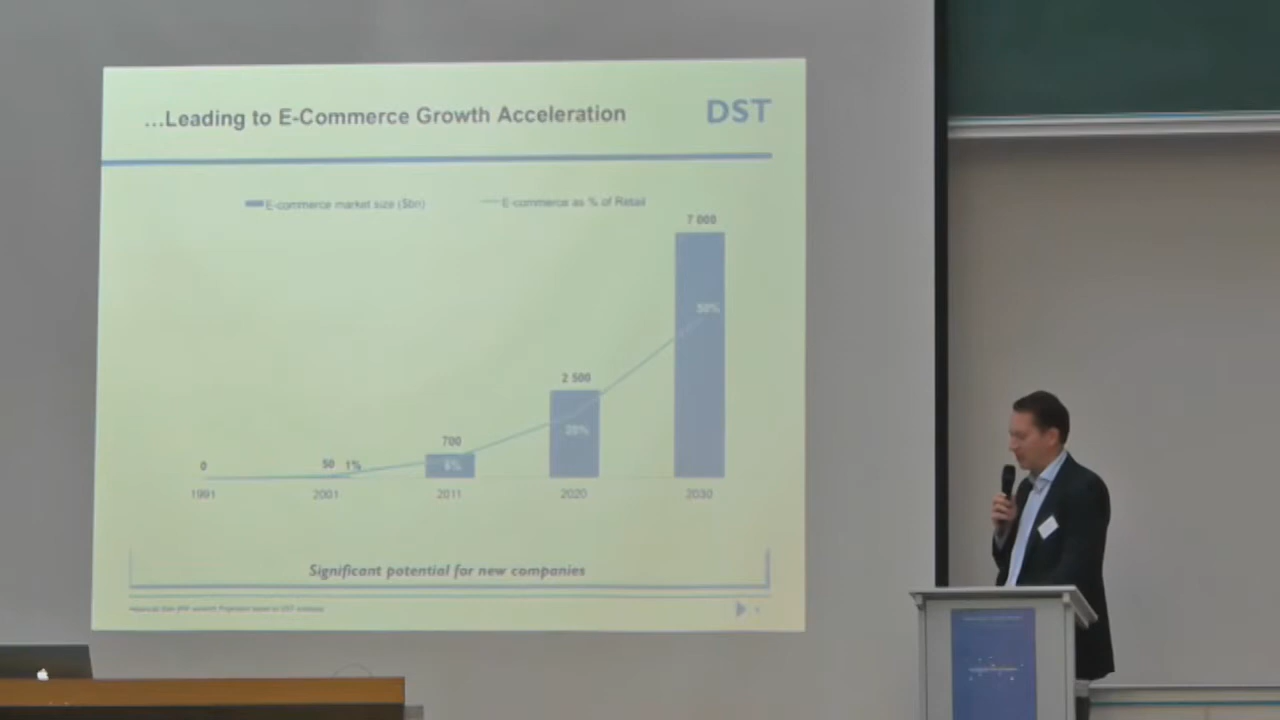 ...Leading to E-Commerce Growth Acceleration
DST
E-commerce market size ($bn)
E-commerce as % of Retail
7 000
50%
2 500
20%
700
6%
0
50 1%
1991
2001
2011
2020
2030
Significant potential for new companies